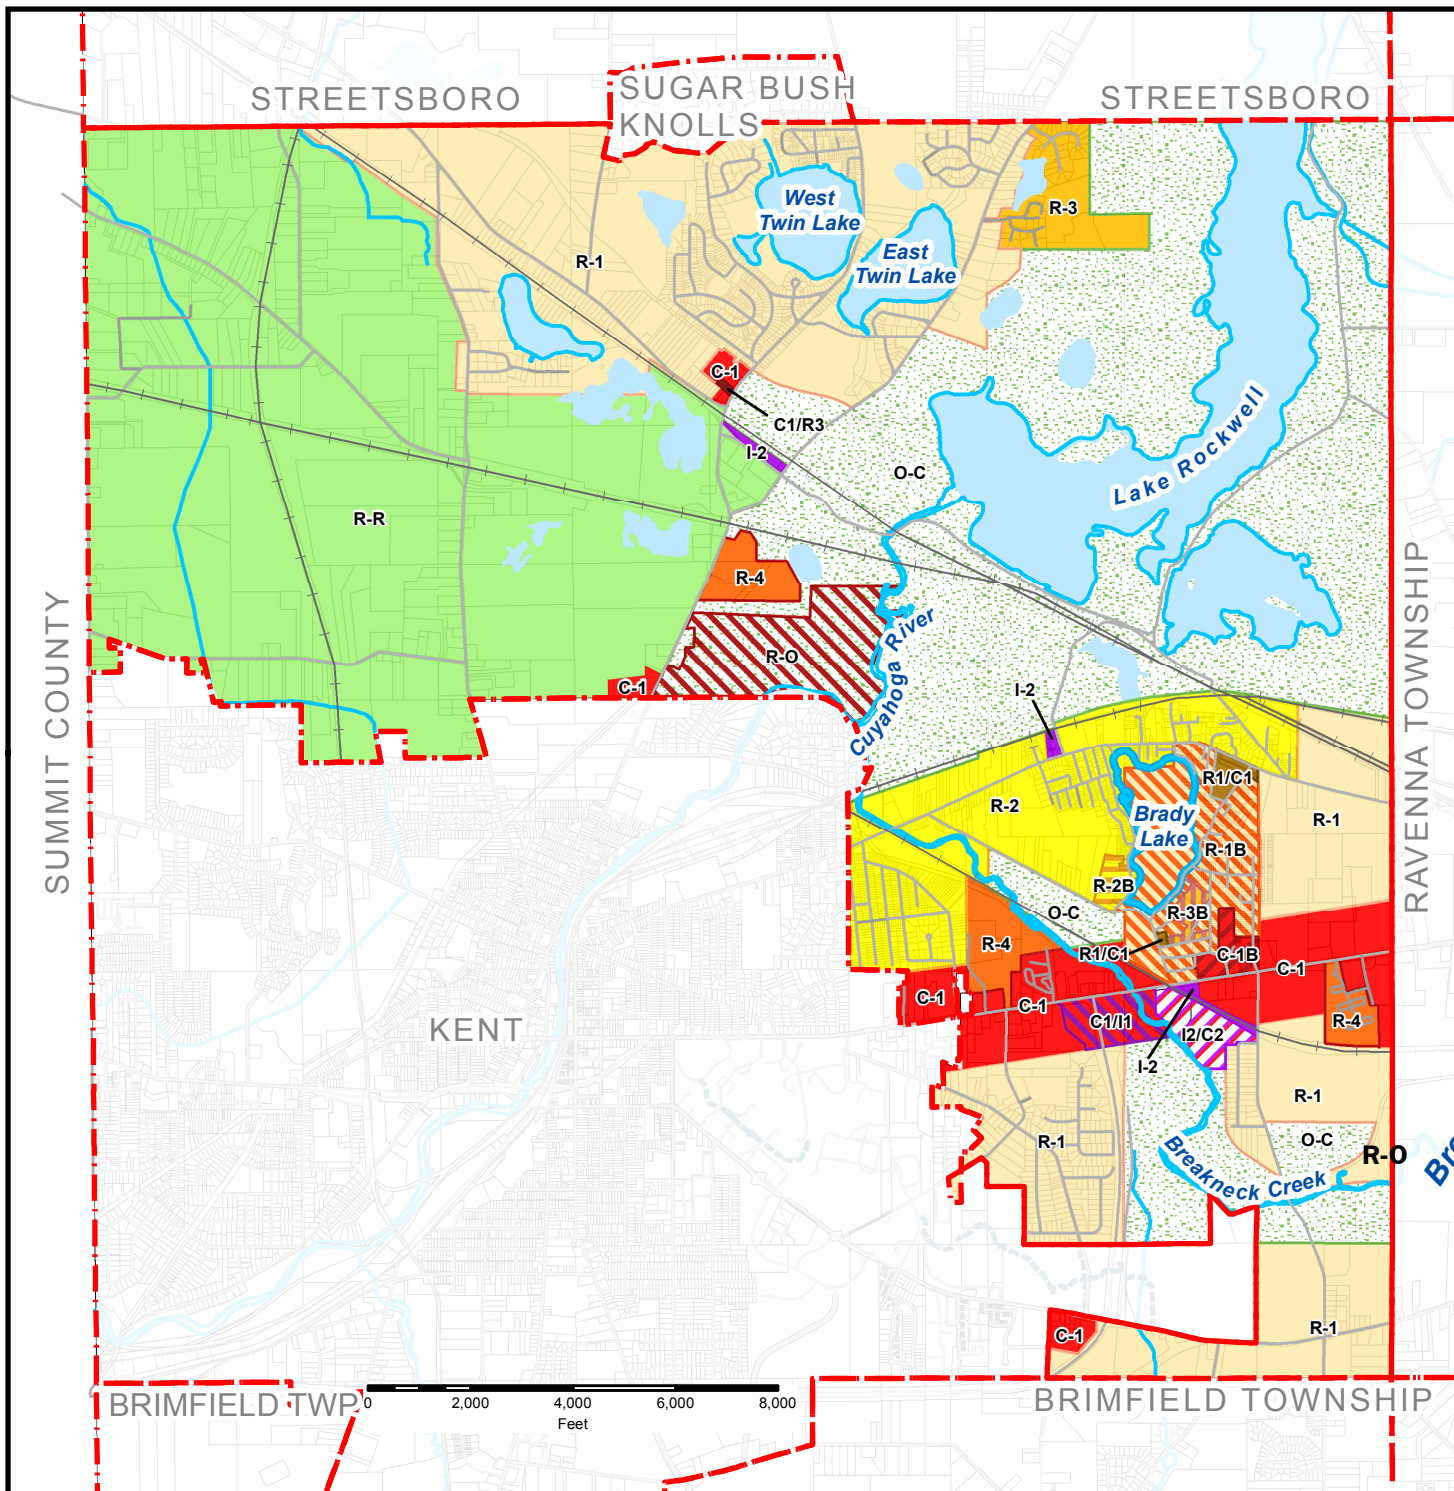 STREETSBORO
SUGAR BUSH
KNOLLS
STREETSBORO
West
Twin Lake
East
Twin Lake
R-3
R-1
C-1
C1/R3
I-2
O-C
Lake Rockwell
R-R
R-4
R-O
C-1
Cuyahoga River
SUMMIT COUNTY
RAVENNA TOWNSHIP
I-2
R-2
R1/C1
Brady
Lake
R-1
R-1B
R-2B
R-3B
O-C
R-4
R1/C1
C-1B
C-1
C-1
C-1
C1/I1
I2/C2
R-4
I-2
KENT
R-1
R-1
O-C
R-O
Bre
Breakneck Creek
C-1
R-1
BRIMFIELD TWP
0
2,000
4,000
6,000
8,000
Feet
BRIMFIELD TOWNSHIP